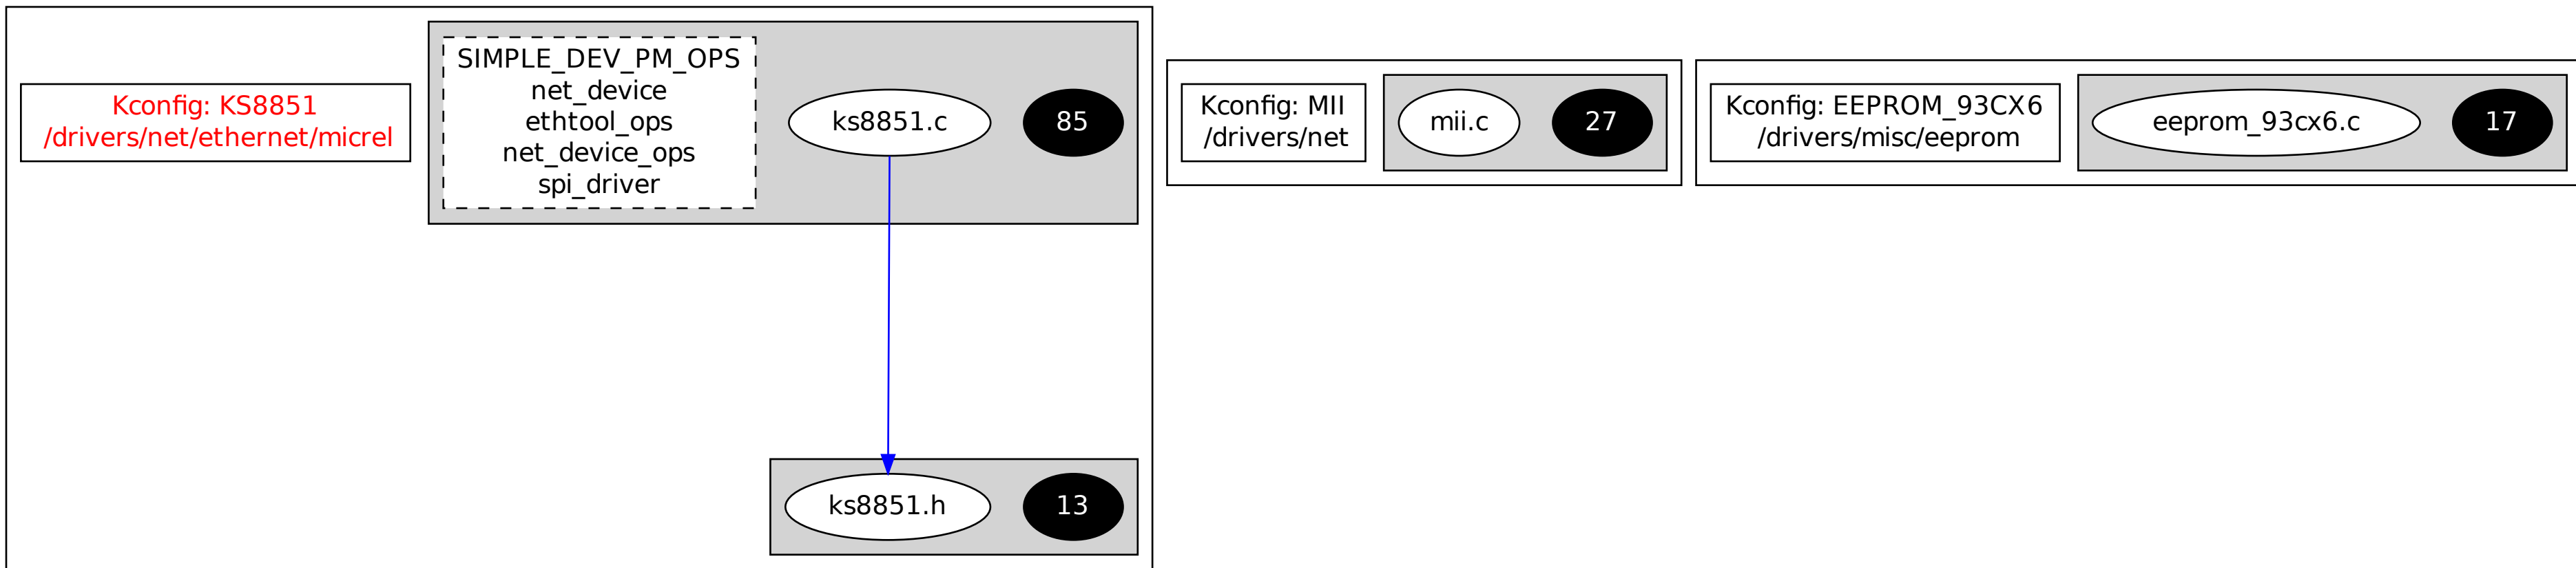 Kconfig: KS8851
/drivers/net/ethernet/micrel
SIMPLE_DEV_PM_OPS
net_device
ethtool_ops
net_device_ops
spi_driver
ks8851.c
85
ks8851.h
13
Kconfig: MII
/drivers/net
mii.c
27
Kconfig: EEPROM_93CX6
/drivers/misc/eeprom
eeprom_93cx6.c
17